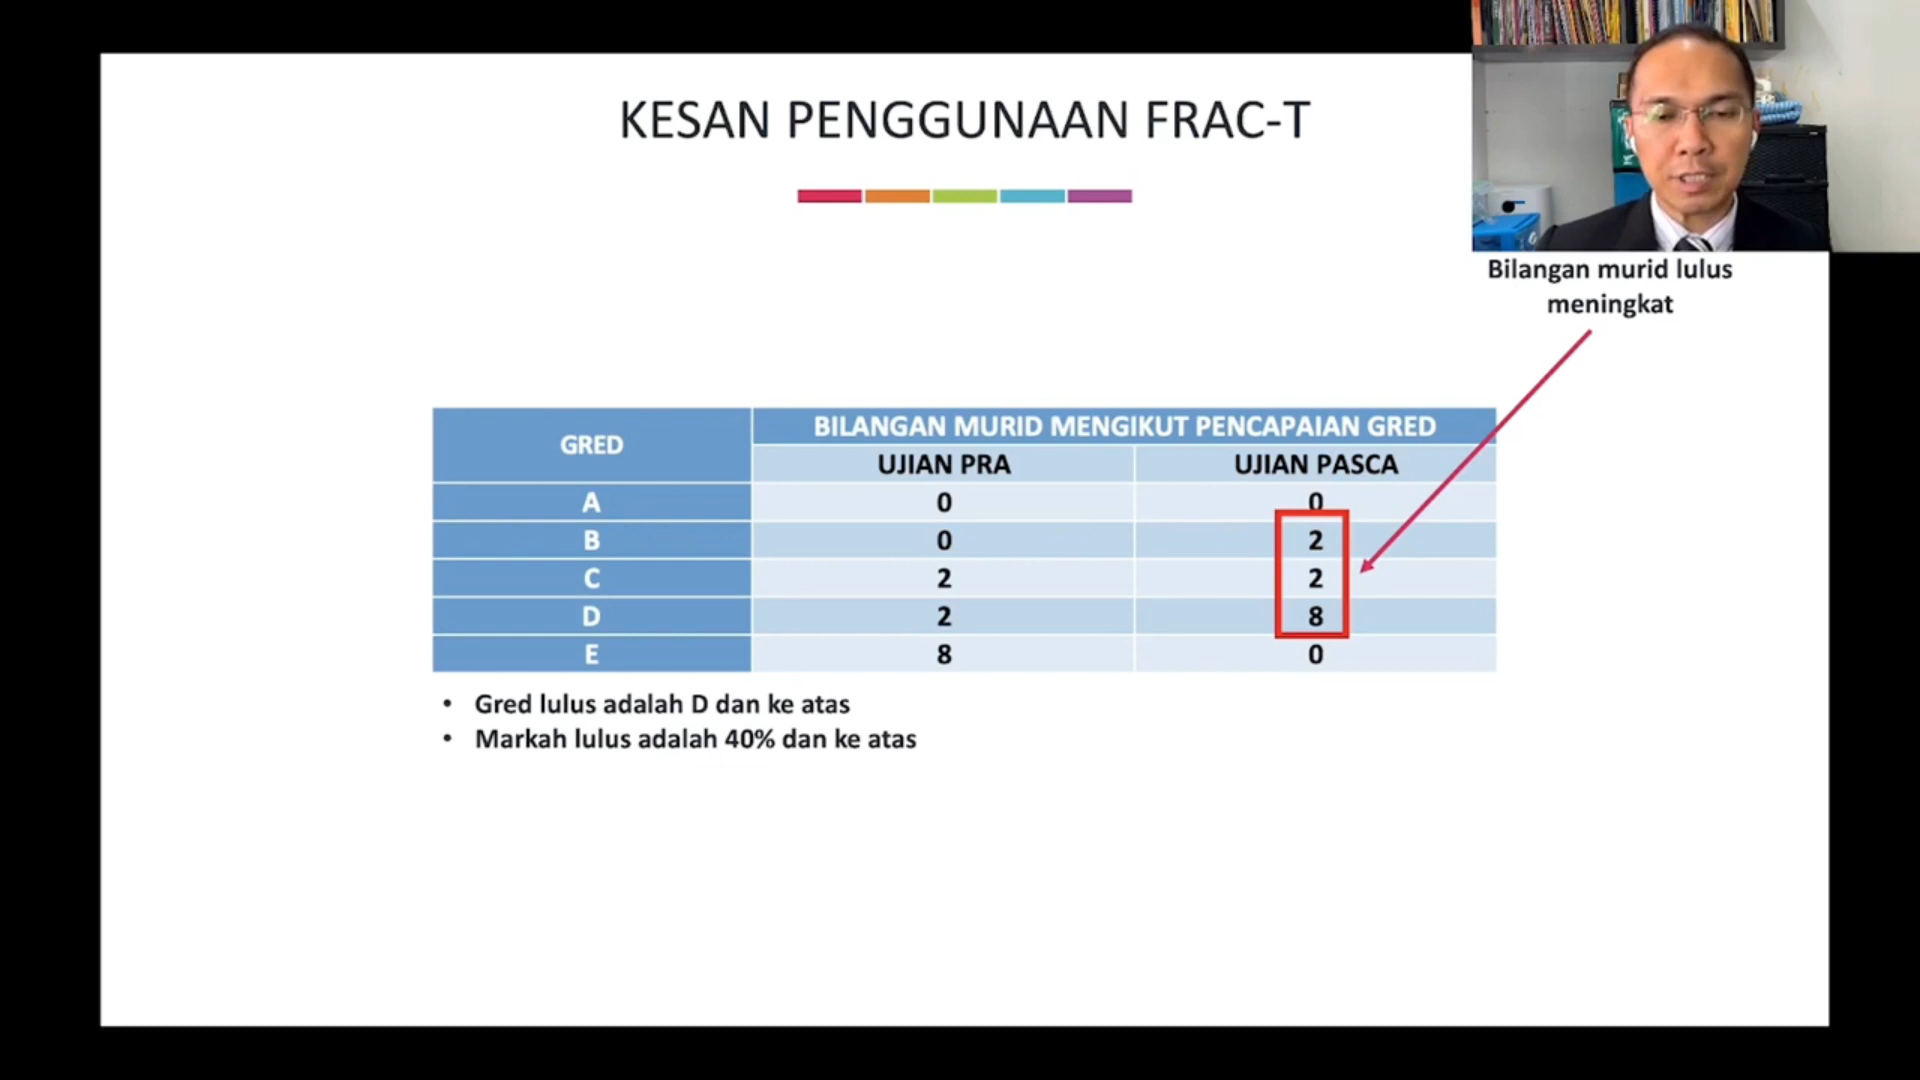 KESAN PENGGUNAAN FRAC-T
Bilangan murid lulus
meningkat
GRED
BILANGAN MURID MENGIKUT PENCAPAIAN GRED
UJIAN PRA UJIAN PASCA
A 0 0
B 0 2
C 2 2
D 2 8
E 8 0
• Gred lulus adalah D dan ke atas
• Markah lulus adalah 40% dan ke atas